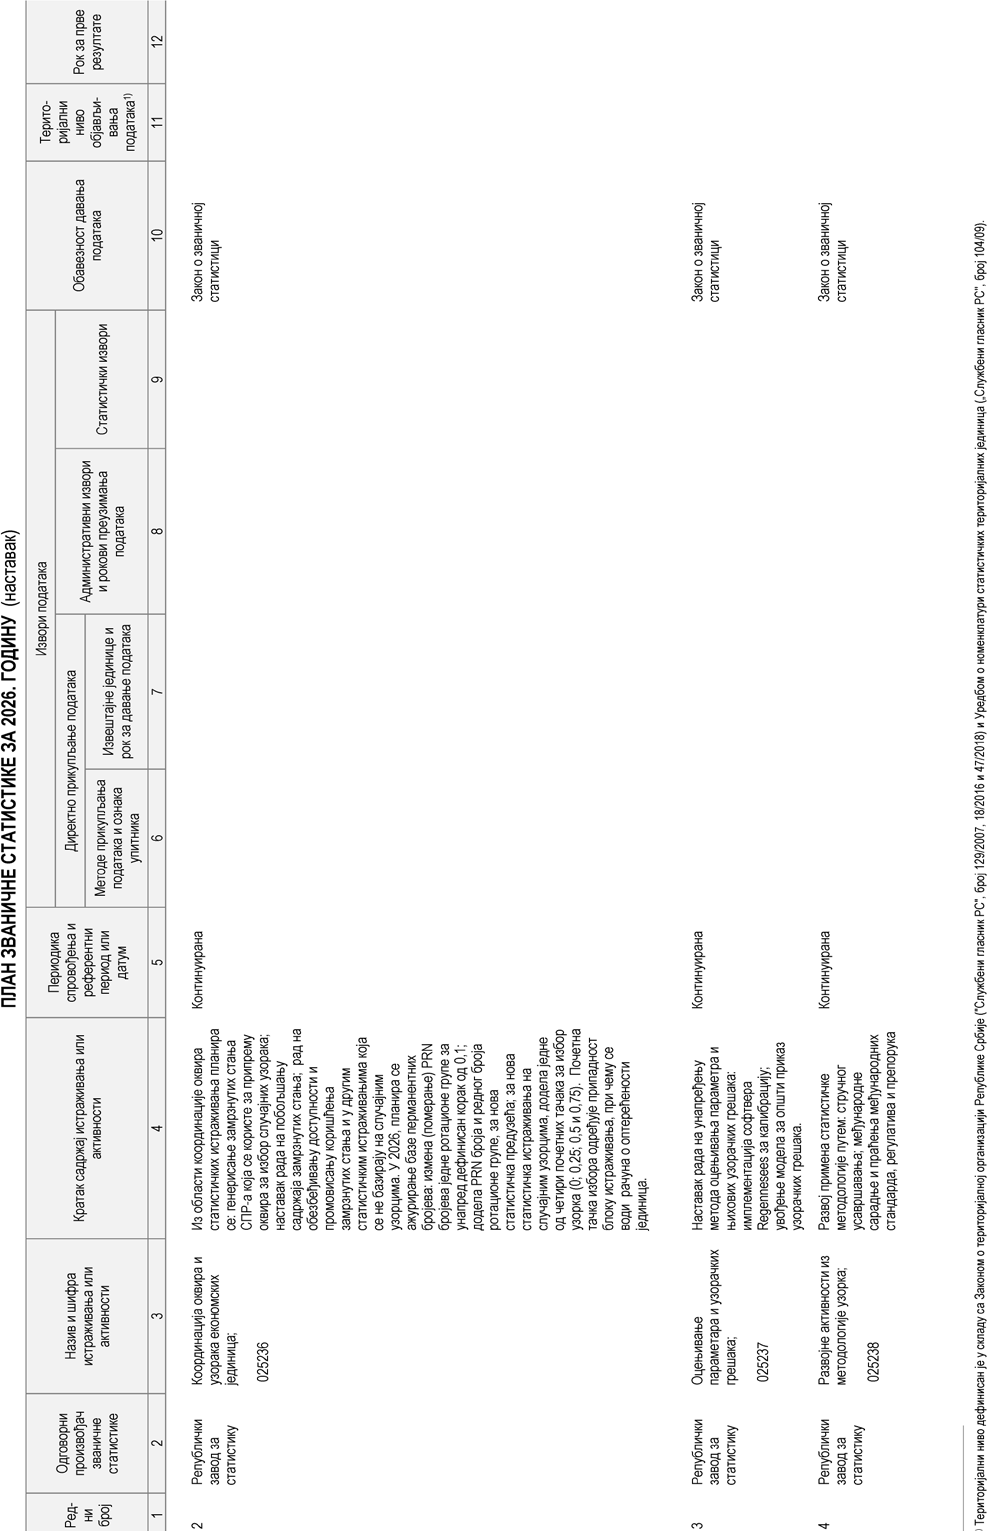 ПЛАН ЗВАНИЧНЕ СТАТИСТИКЕ ЗА 2026. ГОДИНУ (наставак)
Ред-
ни
број
Одговорни
произвођач
званичне
статистике
Назив и шифра
истраживања или
активности
Кратак садржај истраживања или
активности
Периодика
спровођења и
референтни
период или
датум
Извори података
Директно прикупљање података
Методе прикупљања
података и ознака
упитника
Извештајне јединице и
рок за давање података
Административни извори
и рокови преузимања
података
Статистички извори
Обавезност давања
података
Терито-
ријални
ниво
објављи-
вања
података1)
Рок за прве
резултате
1 2 3 4 5 6 7 8 9 10 11 12
2
Републички
завод за
статистику
Координација оквира и
узорака економских
јединица;
025236
Из области координације оквира
статистичких истраживања планира
се: генерисање замрзнутих стања
СПР-а која се користе за припрему
оквира за избор случајних узорака;
наставак рада на побољшању
садржаја замрзнутих стања; рад на
обезбеђивању доступности и
промовисању коришћења
замрзнутих стања и у другим
статистичким истраживањима која
се не базирају на случајним
узорцима. У 2026, планира се
ажурирање базе перманентних
бројева: измена (померање) PRN
бројева једне ротационе групе за
унапред дефинисан корак од 0,1;
додела PRN броја и редног броја
ротационе групе, за нова
статистичка предузећа; за нова
статистичка истраживања на
случајним узорцима, додела једне
од четири почетних тачака за избор
узорка (0; 0,25; 0,5 и 0,75). Почетна
тачка избора одређује припадност
блоку истраживања, при чему се
води рачуна о оптерећености
јединица.
Континуирана
Закон о званичној
статистици
3
Републички
завод за
статистику
Оцењивање
параметара и узорачких
грешака;
025237
Наставак рада на унапређењу
метода оцењивања параметра и
њихових узорачких грешака:
имплементација софтвера
Regennesees за калибрацију;
увођење модела за општи приказ
узорачких грешака.
Континуирана
Закон о званичној
статистици
4
Републички
завод за
статистику
Развојне активности из
методологије узорка;
025238
Развој примена статистичке
методологије путем: стручног
усавршавања; међународне
сарадње и праћења међународних
стандарда, регулатива и препорука
Континуирана
Закон о званичној
статистици
) Територијални ниво дефинисан је у складу са Законом о територијалној организацији Републике Србије ("Службени гласник РС", број 129/2007, 18/2016 и 47/2018) и Уредбом о номенклатури статистичких територијалних јединица („Службени гласник РС", број 104/09).